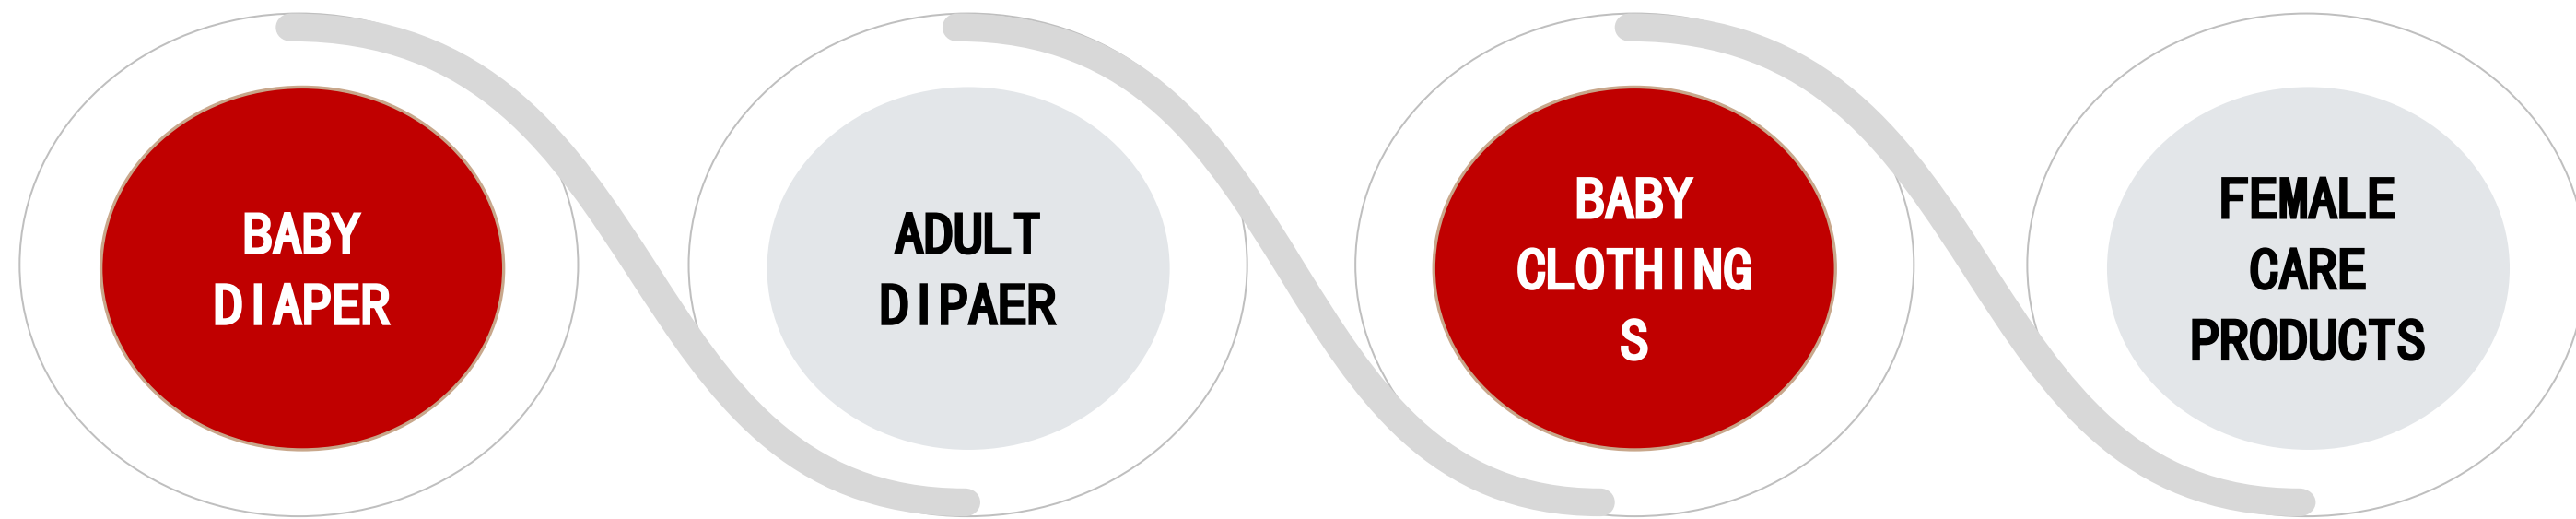 BABY
DIAPER
ADULT
DIPAER
BABY
CLOTHING
S
FEMALE
CARE
PRODUCTS